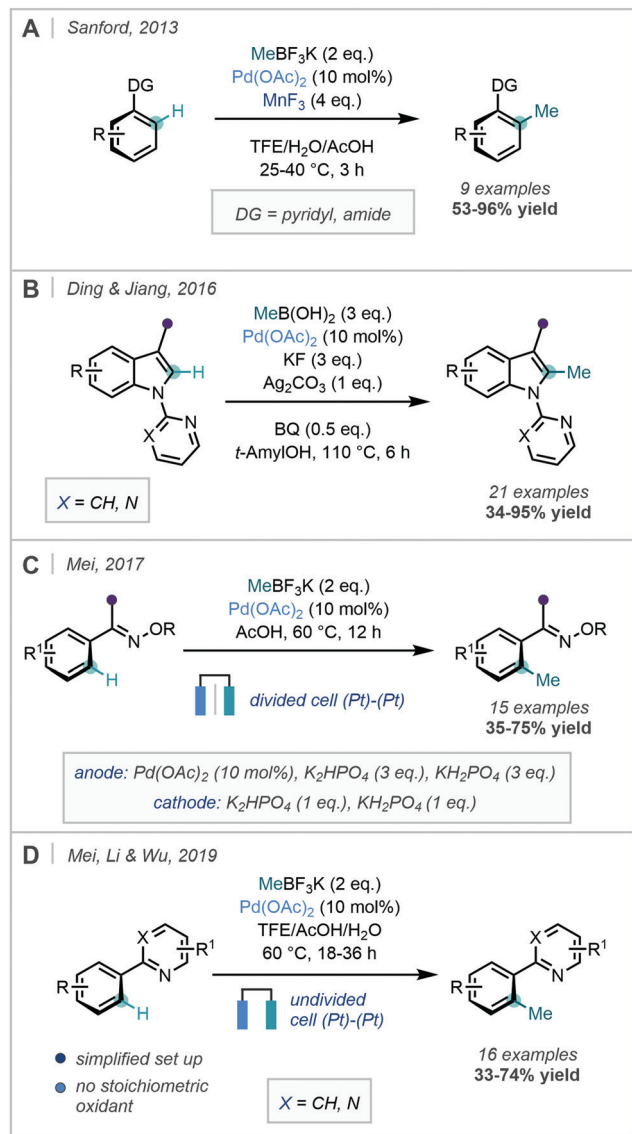 A | Sanford, 2013
MeBF₃K (2 eq.)
Pd(OAc)₂ (10 mol%)
MnF₃ (4 eq.)
TFE/H₂O/AcOH
25-40 °C, 3 h
DG
H
R
DG
Me
R
DG = pyridyl, amide
9 examples
53-96% yield
B | Ding & Jiang, 2016
MeB(OH)₂ (3 eq.)
Pd(OAc)₂ (10 mol%)
KF (3 eq.)
Ag₂CO₃ (1 eq.)
BQ (0.5 eq.)
t-AmylOH, 110 °C, 6 h
R
H
N
X
N
R
Me
N
X
N
X = CH, N
21 examples
34-95% yield
C | Mei, 2017
MeBF₃K (2 eq.)
Pd(OAc)₂ (10 mol%)
AcOH, 60 °C, 12 h
R¹
N
OR
H
R¹
N
OR
Me
divided cell (Pt)-(Pt)
15 examples
35-75% yield
anode: Pd(OAc)₂ (10 mol%), K₂HPO₄ (3 eq.), KH₂PO₄ (3 eq.)
cathode: K₂HPO₄ (1 eq.), KH₂PO₄ (1 eq.)
D | Mei, Li & Wu, 2019
MeBF₃K (2 eq.)
Pd(OAc)₂ (10 mol%)
TFE/AcOH/H₂O
60 °C, 18-36 h
X
R¹
N
R
H
X
R¹
N
R
Me
undivided
cell (Pt)-(Pt)
simplified set up
no stoichiometric
oxidant
X = CH, N
16 examples
33-74% yield